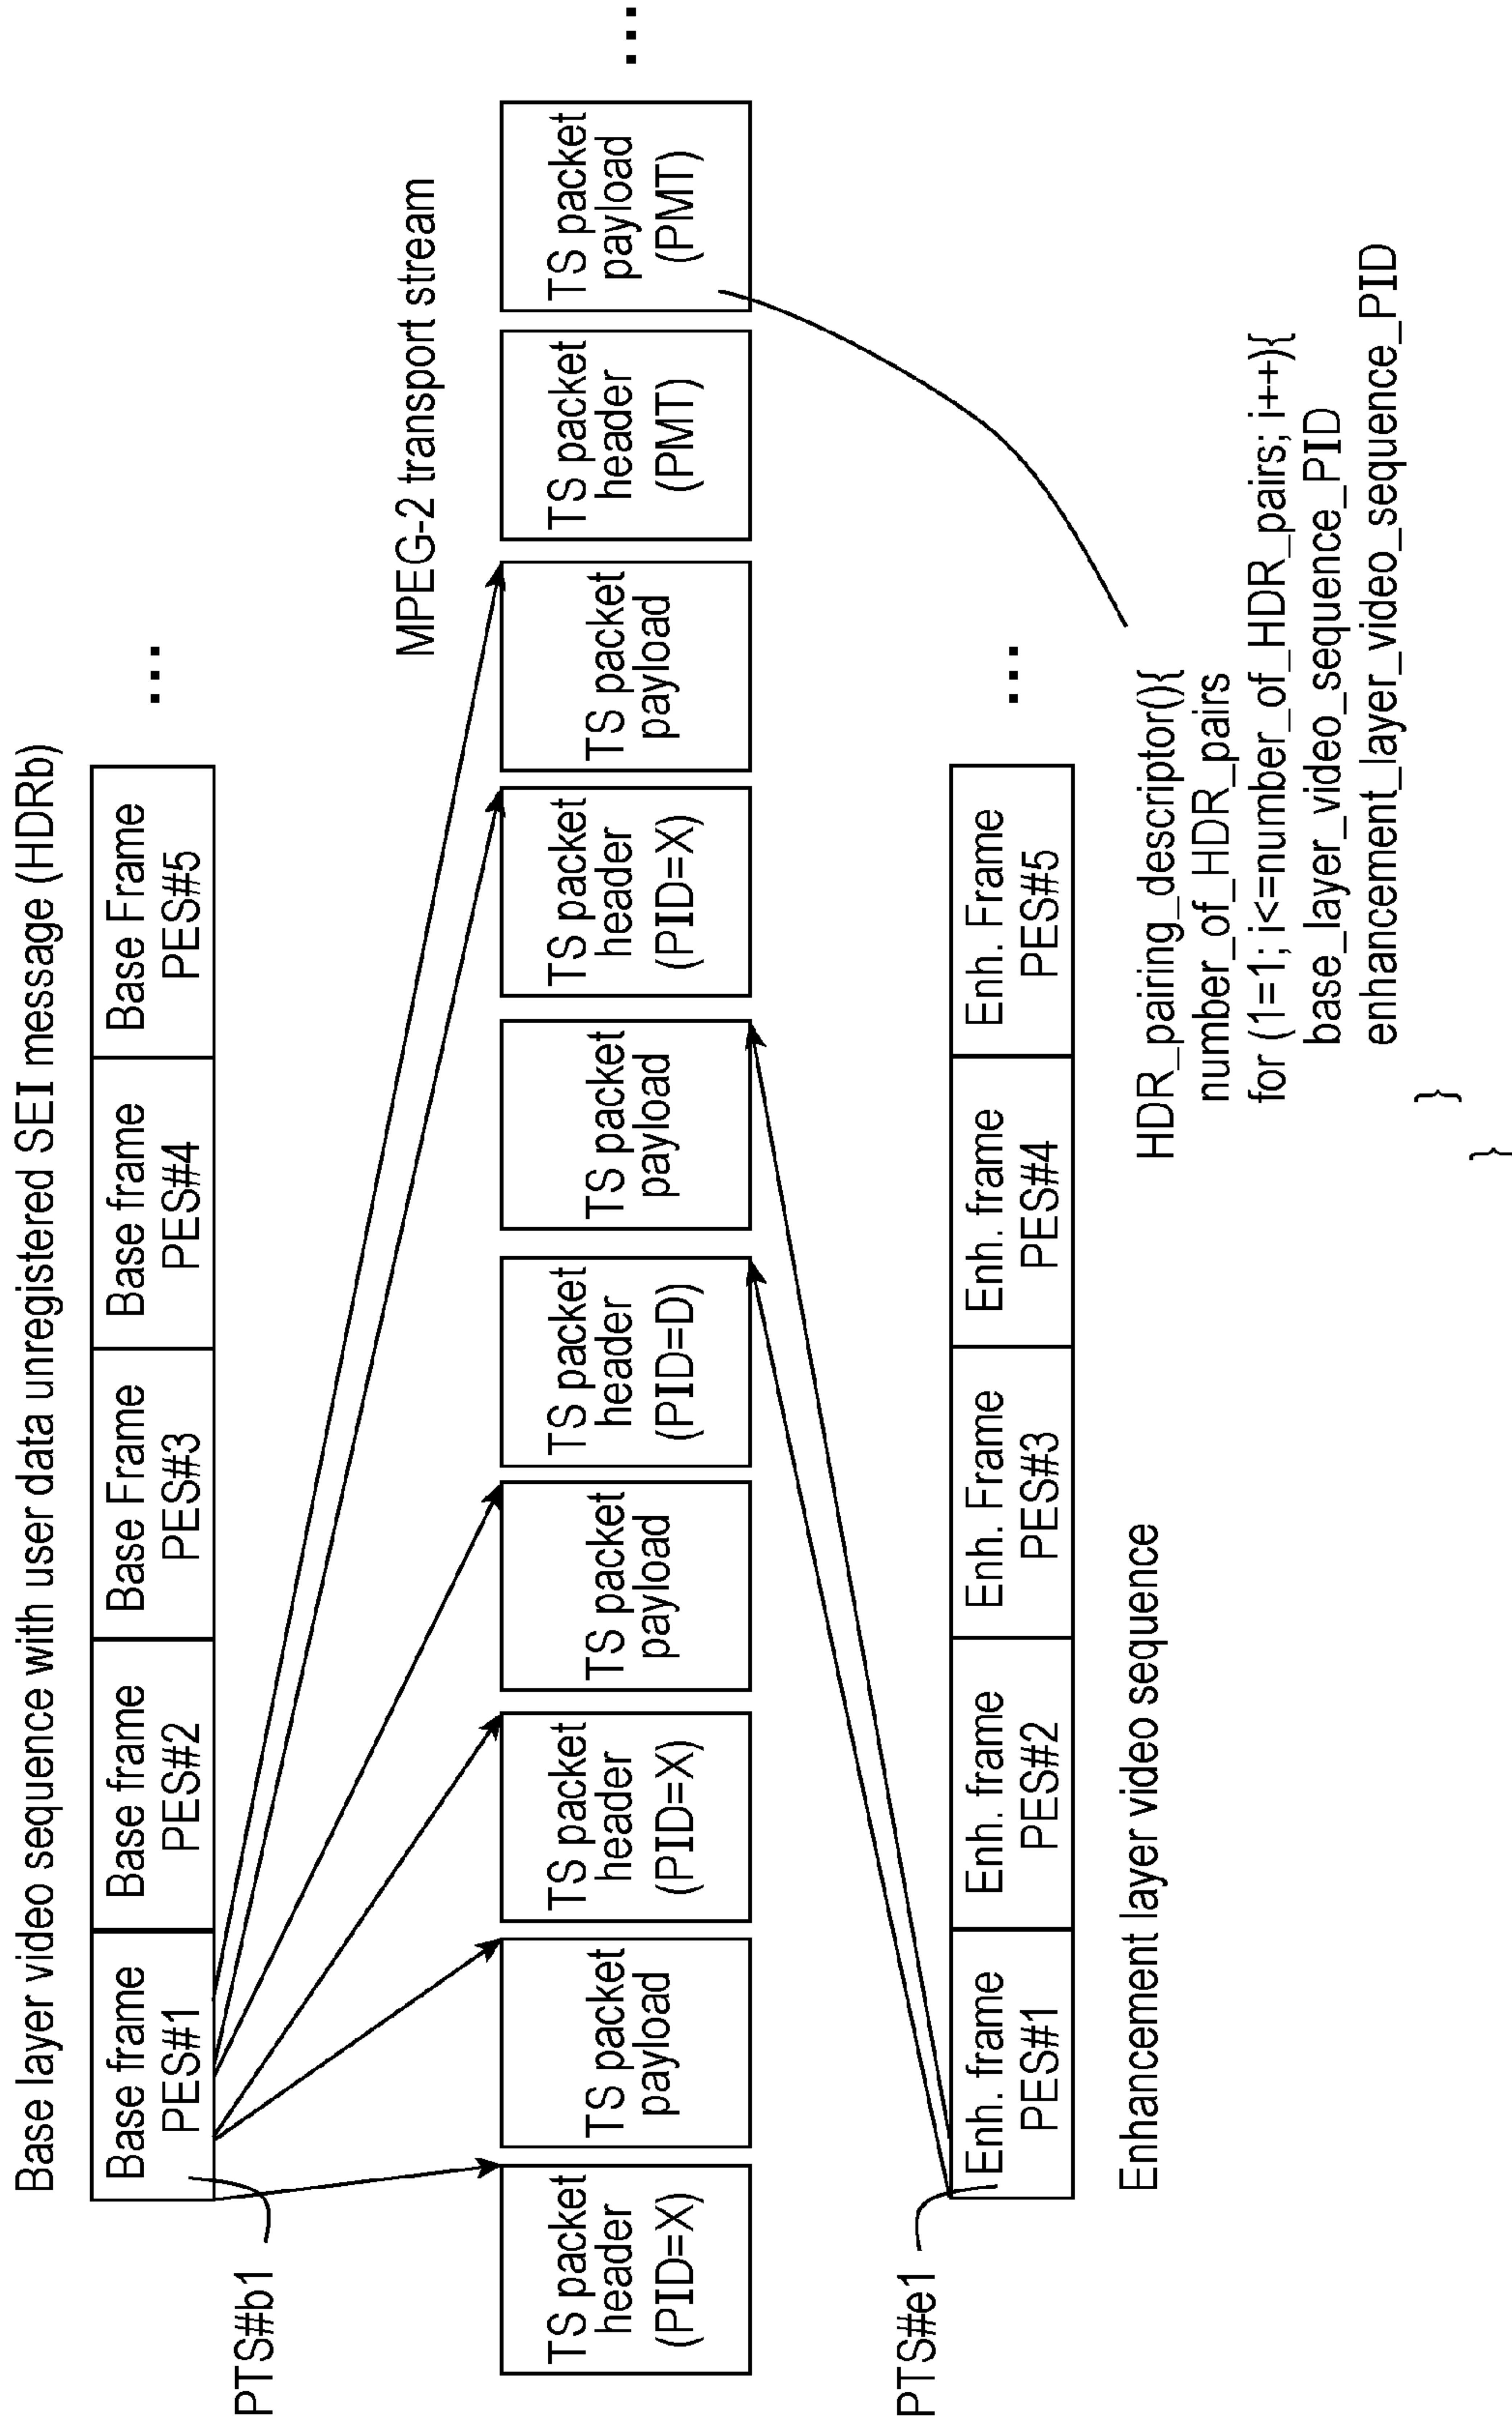 Base layer video sequence with user data unregistered SEI message (HDRb)
Base frame
PES#1
Base frame
PES#2
Base Frame
PES#3
Base frame
PES#4
Base Frame
PES#5
...
PTS#b1
MPEG-2 transport stream
TS packet
header
(PID=X)
TS packet
payload
TS packet
header
(PID=X)
TS packet
payload
TS packet
header
(PID=D)
TS packet
payload
TS packet
header
(PID=X)
TS packet
payload
TS packet
header
(PMT)
TS packet
payload
(PMT)
...
PTS#e1
Enh. frame
PES#1
Enh. frame
PES#2
Enh. Frame
PES#3
Enh. frame
PES#4
Enh. Frame
PES#5
...
Enhancement layer video sequence
HDR_pairing_descriptor(){
number_of_HDR_pairs
for (1=1; i<=number_of_HDR_pairs; i++){
base_layer_video_sequence_PID
enhancement_layer_video_sequence_PID
}
}